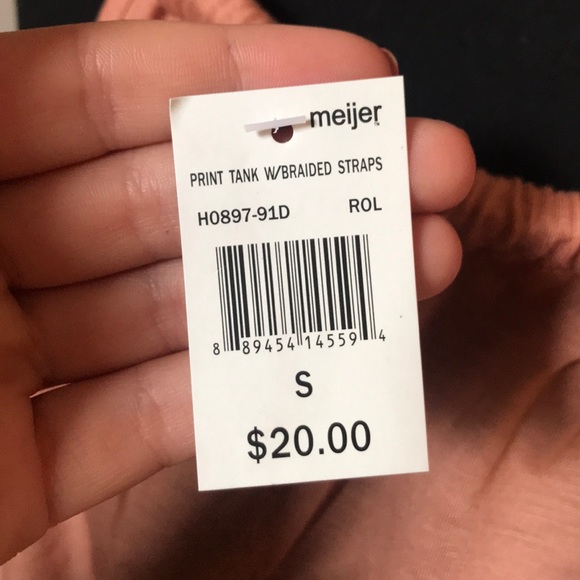 meijer
PRINT TANK W/BRAIDED STRAPS
H0897-91D ROL
8 89454 14559 4
S
$20.00